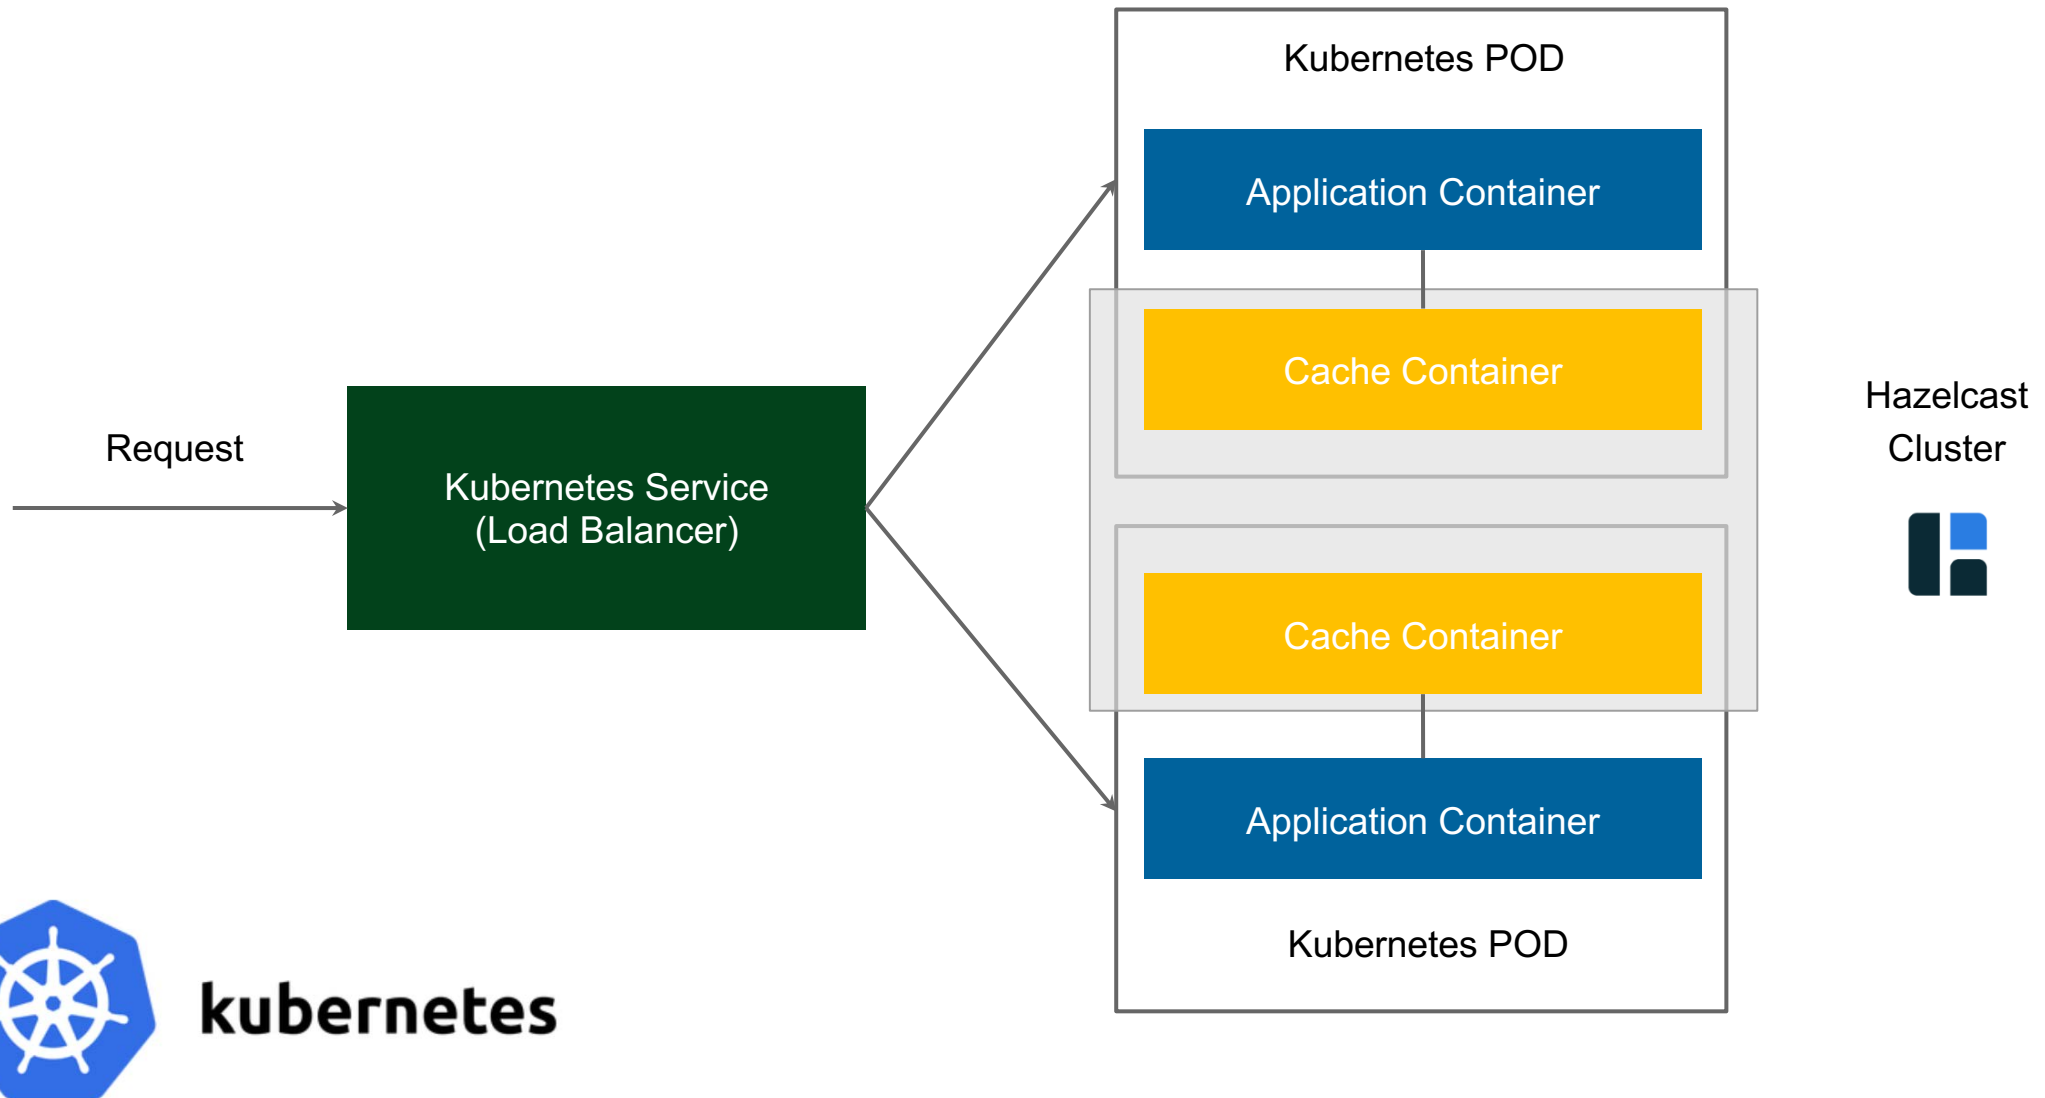 Kubernetes POD
Application Container
Cache Container
Request
Kubernetes Service
(Load Balancer)
Hazelcast
Cluster
Cache Container
Application Container
Kubernetes POD
kubernetes